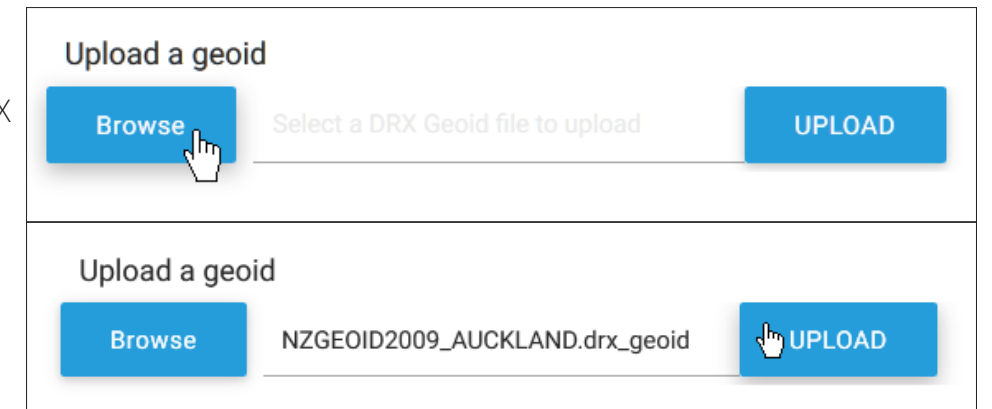 Upload a geoid
X
Browse Select a DRX Geoid file to upload UPLOAD
Upload a geoid
Browse NZGEOID2009_AUCKLAND.drx_geoid UPLOAD